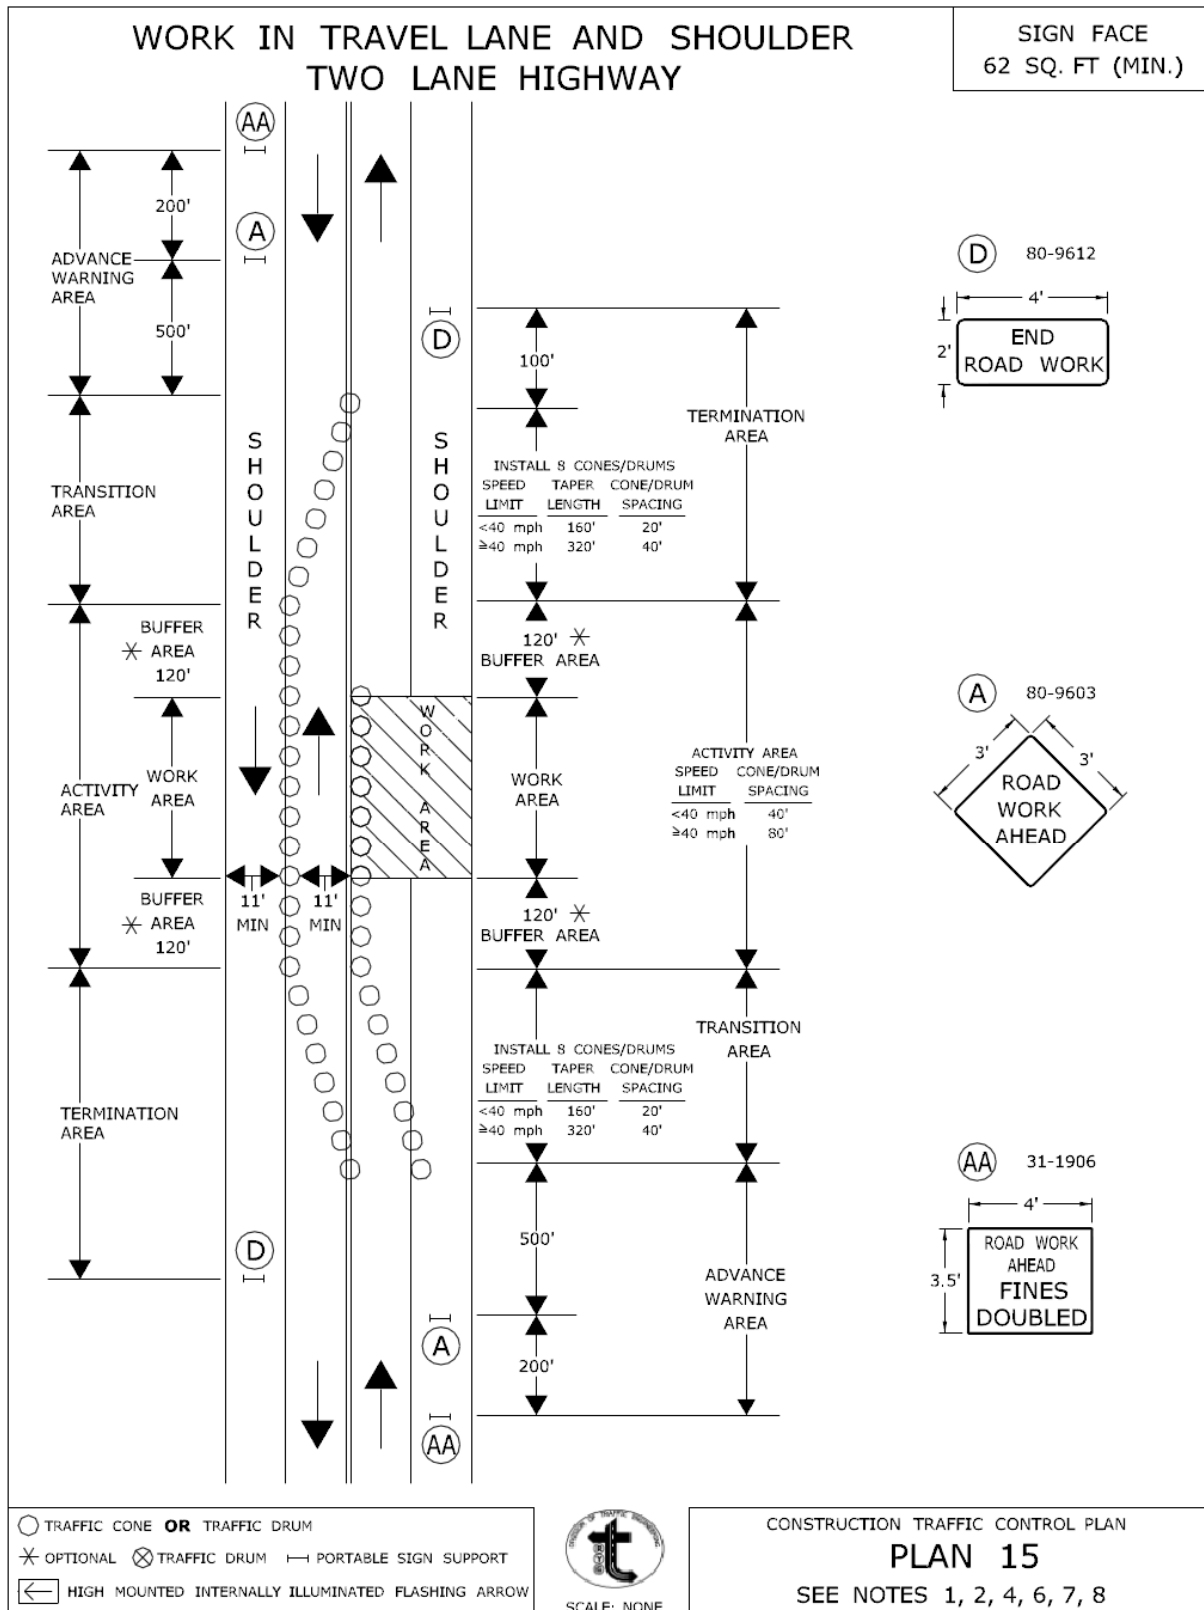 WORK IN TRAVEL LANE AND SHOULDER
TWO LANE HIGHWAY
SIGN FACE
62 SQ. FT (MIN.)
AA
200'
A
ADVANCE
WARNING
AREA
500'
D
100'
TERMINATION
AREA
SHOULDER
SHOULDER
INSTALL 8 CONES/DRUMS
SPEED TAPER CONE/DRUM
LIMIT LENGTH SPACING
<40 mph 160' 20'
≥40 mph 320' 40'
TRANSITION
AREA
BUFFER
* AREA
120'
120' *
BUFFER AREA
WORK AREA
ACTIVITY
AREA
WORK
AREA
WORK
AREA
ACTIVITY AREA
SPEED CONE/DRUM
LIMIT SPACING
<40 mph 40'
≥40 mph 80'
BUFFER
* AREA
120'
11'
MIN
11'
MIN
120' *
BUFFER AREA
TRANSITION
AREA
INSTALL 8 CONES/DRUMS
SPEED TAPER CONE/DRUM
LIMIT LENGTH SPACING
<40 mph 160' 20'
≥40 mph 320' 40'
TERMINATION
AREA
D
500'
ADVANCE
WARNING
AREA
A
200'
AA
D 80-9612
4'
2'
END
ROAD WORK
A 80-9603
3' 3'
ROAD
WORK
AHEAD
AA 31-1906
4'
3.5'
ROAD WORK
AHEAD
FINES
DOUBLED
TRAFFIC CONE OR TRAFFIC DRUM
* OPTIONAL TRAFFIC DRUM PORTABLE SIGN SUPPORT
HIGH MOUNTED INTERNALLY ILLUMINATED FLASHING ARROW
DIVISION OF TRAFFIC ENGINEERING
t
SCALE: NONE
CONSTRUCTION TRAFFIC CONTROL PLAN
PLAN 15
SEE NOTES 1, 2, 4, 6, 7, 8